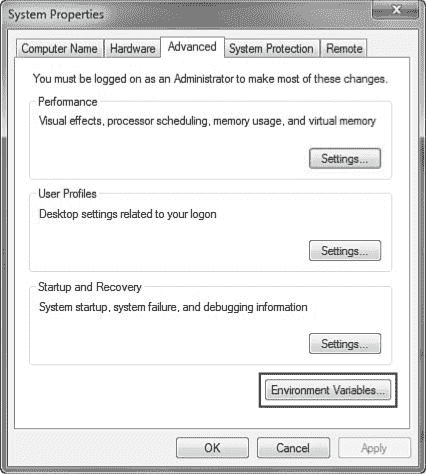 System Properties
Computer Name Hardware Advanced System Protection Remote
You must be logged on as an Administrator to make most of these changes.
Performance
Visual effects, processor scheduling, memory usage, and virtual memory
Settings...
User Profiles
Desktop settings related to your logon
Settings...
Startup and Recovery
System startup, system failure, and debugging information
Settings...
Environment Variables...
OK Cancel Apply